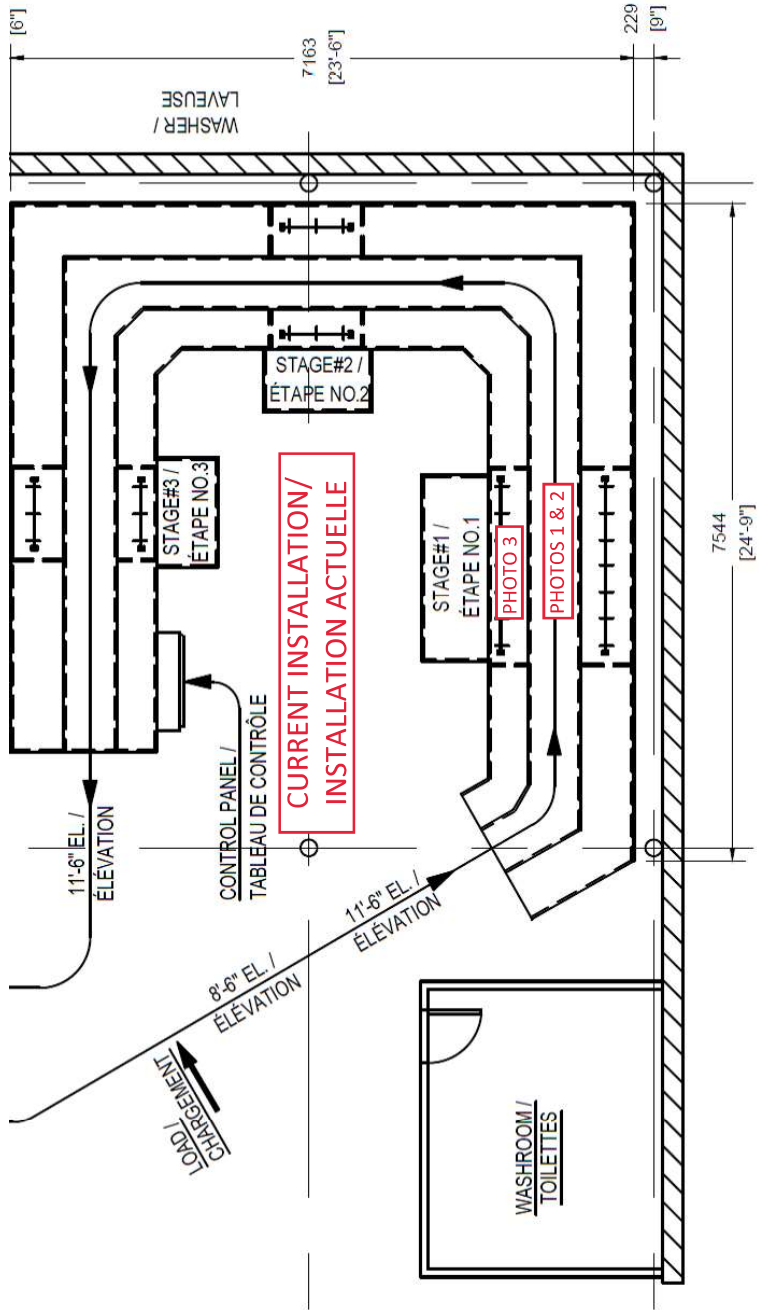 [6"]
7163
[23'-6"]
229
[9"]
WASHER /
LAVEUSE
STAGE#2 /
ÉTAPE NO.2
STAGE#3 /
ÉTAPE NO.3
CURRENT INSTALLATION/
INSTALLATION ACTUELLE
STAGE#1 /
ÉTAPE NO.1
PHOTO 3
PHOTOS 1 & 2
7544
[24'-9"]
CONTROL PANEL /
TABLEAU DE CONTRÔLE
11'-6" EL. /
ÉLÉVATION
11'-6" EL. /
ÉLÉVATION
8'-6" EL. /
ÉLÉVATION
LOAD /
CHARGEMENT
WASHROOM /
TOILETTES